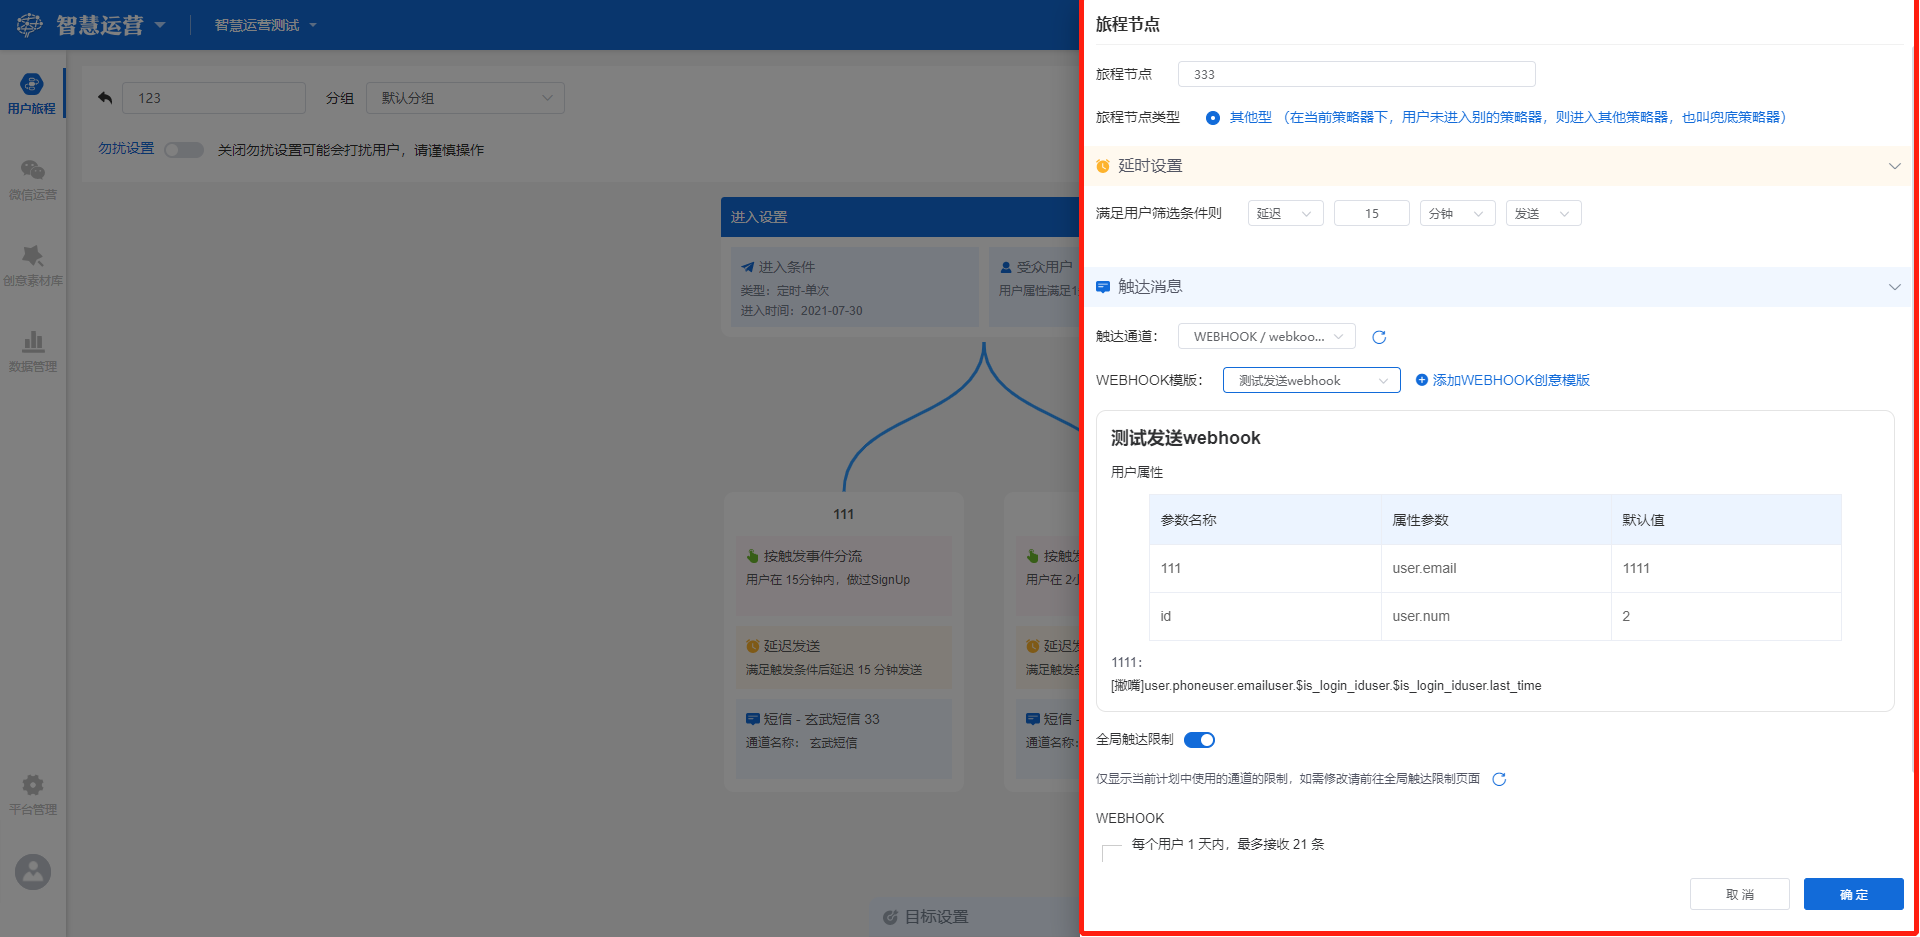 智慧运营
智慧运营测试
用户旅程
微信运营
创意素材库
数据管理
平台管理
123
分组
默认分组
勿扰设置
关闭勿扰设置可能会打扰用户，请谨慎操作
进入设置
进入条件
类型：定时-单次
进入时间：2021-07-30
受众用户
用户属性满足1
111
按触发事件分流
用户在 15分钟内，做过SignUp
延迟发送
满足触发条件后延迟 15 分钟发送
短信 - 玄武短信 33
通道名称： 玄武短信
按触发
用户在 2小
延迟发
满足触发条
短信 -
通道名称：
目标设置
旅程节点
旅程节点
333
旅程节点类型
其他型 （在当前策略器下，用户未进入别的策略器，则进入其他策略器，也叫兜底策略器）
延时设置
满足用户筛选条件则
延迟
15
分钟
发送
触达消息
触达通道：
WEBHOOK / webkoo...
WEBHOOK模版：
测试发送webhook
添加WEBHOOK创意模版
测试发送webhook
用户属性
参数名称 属性参数 默认值
111 user.email 1111
id user.num 2
1111：
[撇嘴]user.phoneuser.emailuser.$is_login_iduser.$is_login_iduser.last_time
全局触达限制
仅显示当前计划中使用的通道的限制，如需修改请前往全局触达限制页面
WEBHOOK
每个用户 1 天内，最多接收 21 条
取 消
确 定